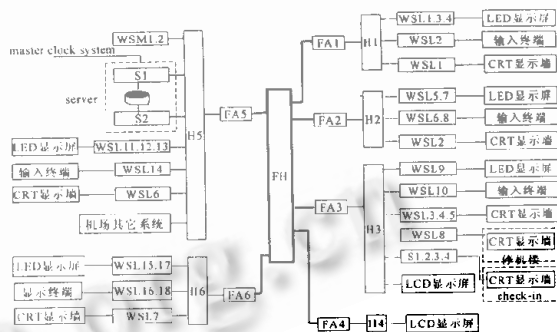 WSM1.2
master clock system
S1
server
S2
LED显示屏
WSL11.12.13
输入终端
WSL14
CRT显示墙
WSL6
机场其它系统
H5
FA5
LED显示屏
WSL15.17
显示终端
WSL16.18
CRT显示墙
WSL7
H6
FA6
FH
FA1
H1
WSL1.3.4
LED显示屏
WSL2
输入终端
WSL1
CRT显示墙
FA2
H2
WSL5.7
LED显示屏
WSL6.8
输入终端
WSL2
CRT显示墙
FA3
H3
WSL9
LED显示屏
WSL10
输入终端
WSL3.4.5
CRT显示墙
WSL8
CRT显示墙
S1.2.3.4
停机楼
LCD显示屏
CRT显示墙
check-in
FA4
H4
LCD显示屏